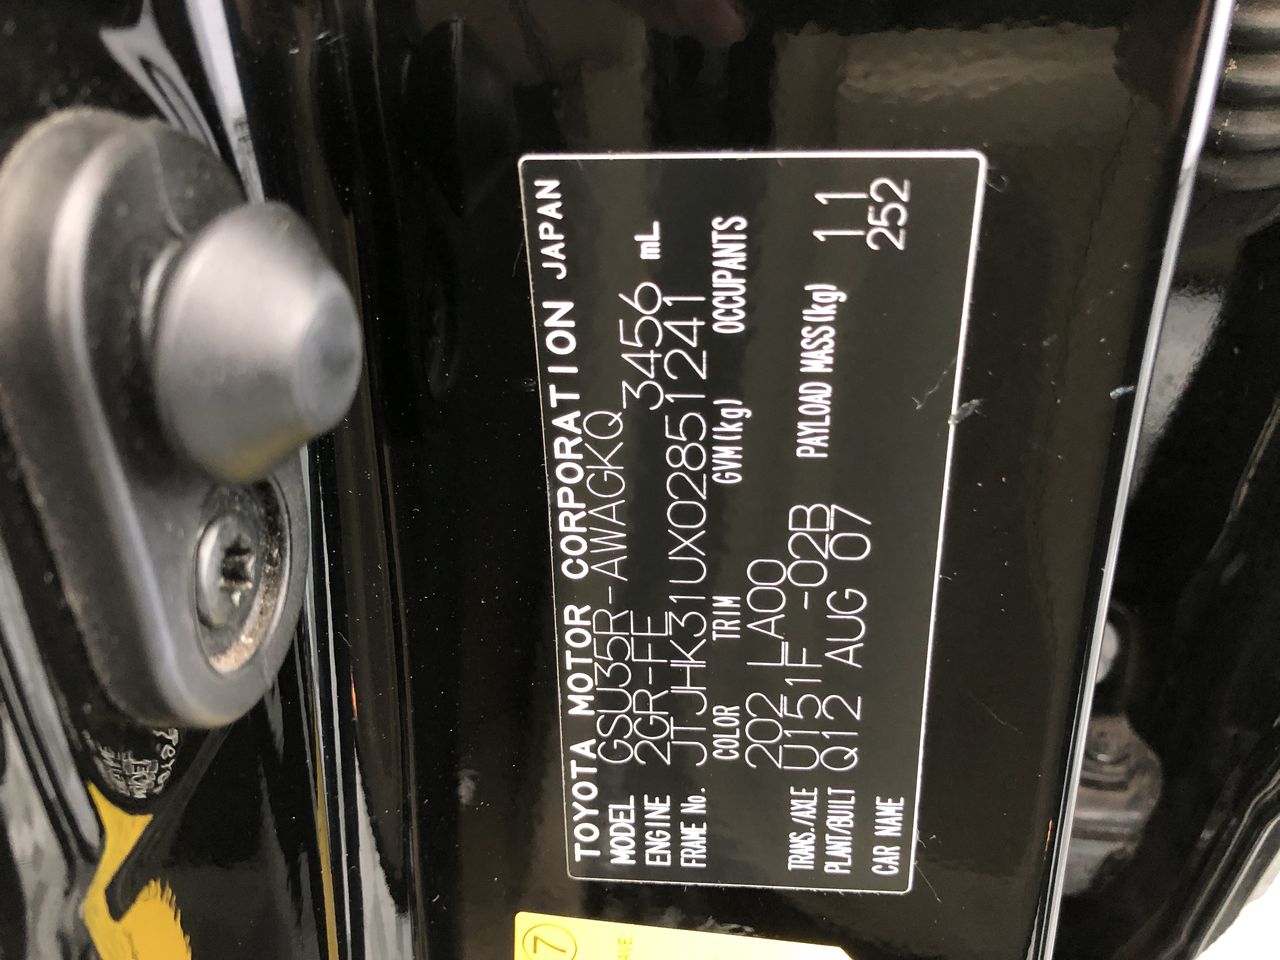 TOYOTA MOTOR CORPORATION JAPAN
MODEL GSU35R-AWAGKQ
ENGINE 2GR-FE 3456 mL
FRAME No. JTJHK31UX02851241
COLOR TRIM GVM(kg) OCCUPANTS
202 LA00
TRANS./AXLE U151F -02B PAYLOAD MASS(kg) 11
PLANT/BUILT Q12 AUG 07 252
CAR NAME
7